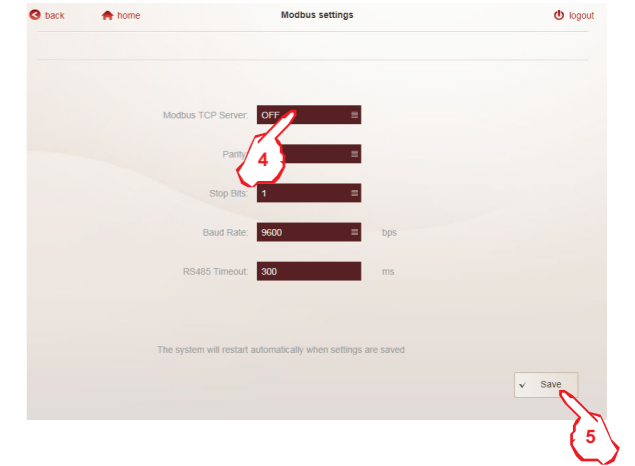 back home Modbus settings logout
Modbus TCP Server: OFF
Parity:
4
Stop Bits: 1
Baud Rate: 9600 bps
RS485 Timeout: 300 ms
The system will restart automatically when settings are saved
Save
5